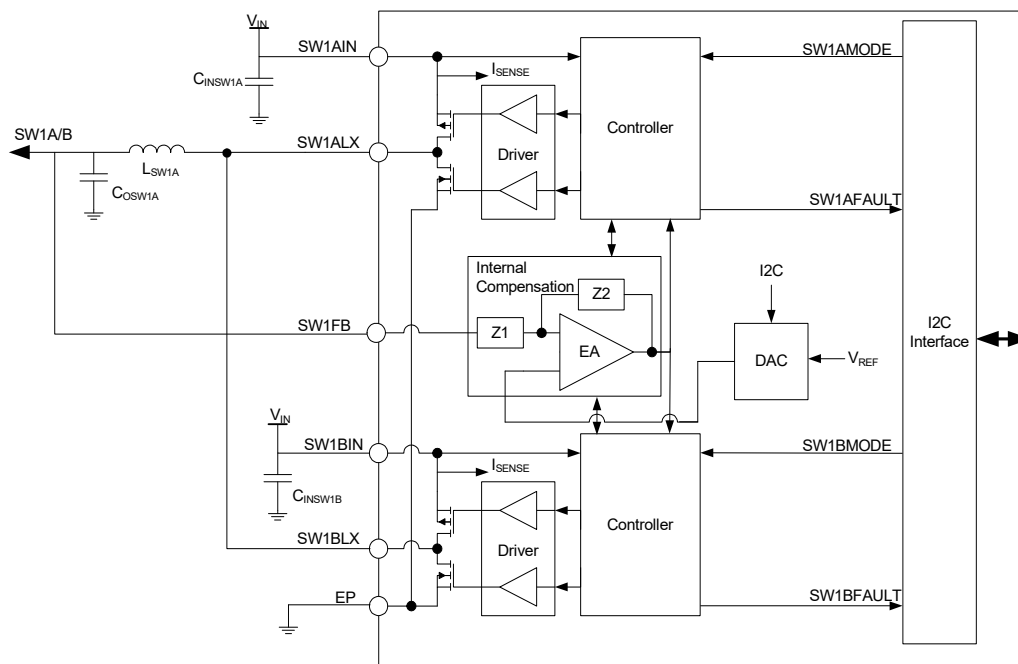 VIN
SW1AIN
CINSW1A
ISENSE
SW1AMODE
Controller
SW1A/B
LSW1A
COSW1A
SW1ALX
Driver
SW1AFAULT
Internal
Compensation
Z2
I2C
SW1FB
Z1
EA
DAC
VREF
I2C
Interface
VIN
SW1BIN
CINSW1B
ISENSE
SW1BMODE
Controller
SW1BLX
Driver
EP
SW1BFAULT